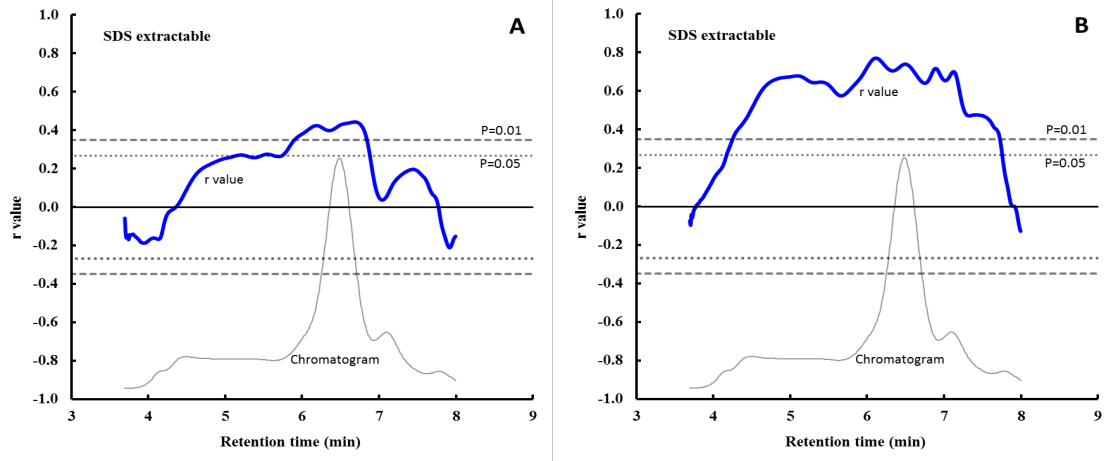 A
SDS extractable
1.0
0.8
0.6
0.4
0.2
0.0
-0.2
-0.4
-0.6
-0.8
-1.0
r value
P=0.01
P=0.05
r value
Chromatogram
3 4 5 6 7 8 9
Retention time (min)
B
SDS extractable
1.0
0.8
0.6
0.4
0.2
0.0
-0.2
-0.4
-0.6
-0.8
-1.0
r value
r value
P=0.01
P=0.05
Chromatogram
3 4 5 6 7 8 9
Retention time (min)